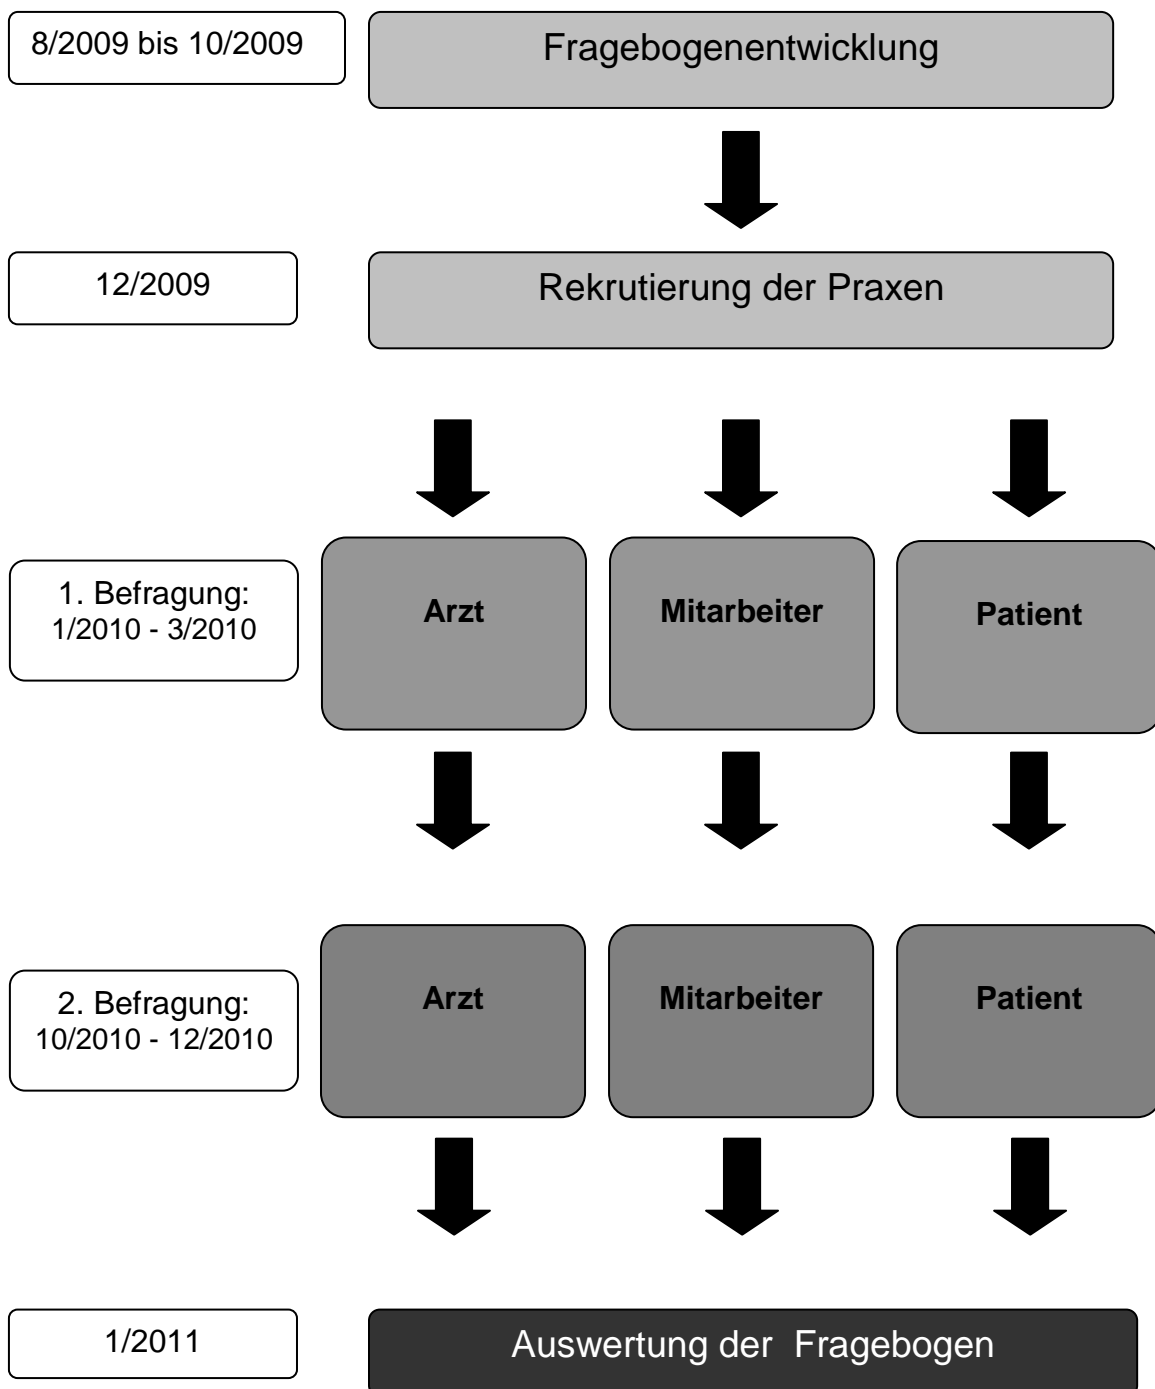 8/2009 bis 10/2009
Fragebogenentwicklung
12/2009
Rekrutierung der Praxen
1. Befragung:
1/2010 - 3/2010
Arzt
Mitarbeiter
Patient
2. Befragung:
10/2010 - 12/2010
Arzt
Mitarbeiter
Patient
1/2011
Auswertung der  Fragebogen